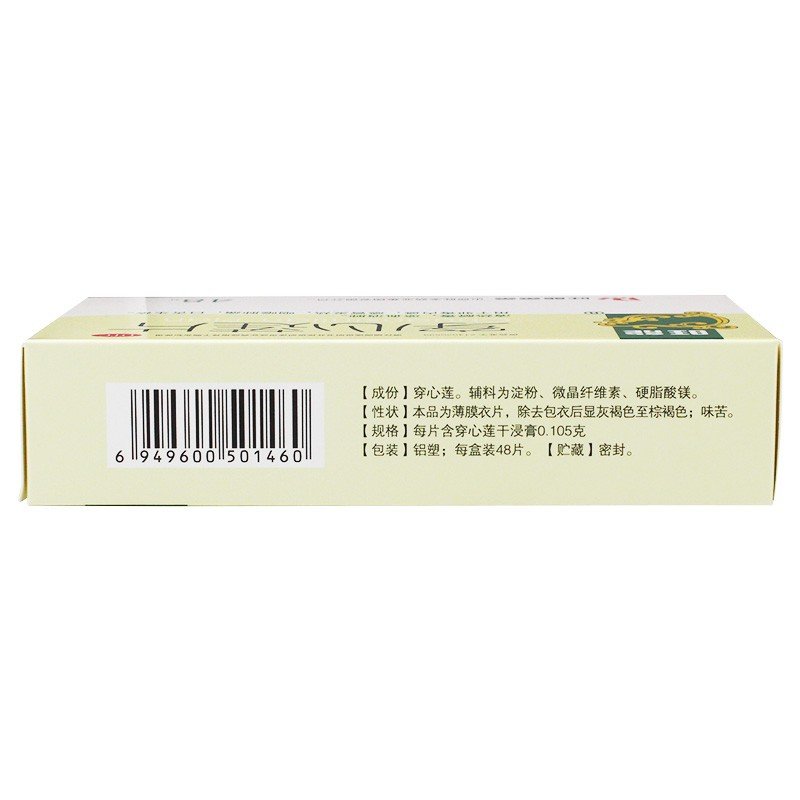 穿心莲片
【成份】穿心莲。辅料为淀粉、微晶纤维素、硬脂酸镁。
【性状】本品为薄膜衣片，除去包衣后显灰褐色至棕褐色；味苦。
【规格】每片含穿心莲干浸膏0.105克
【包装】铝塑；每盒装48片。【贮藏】密封。
6 949600 501460